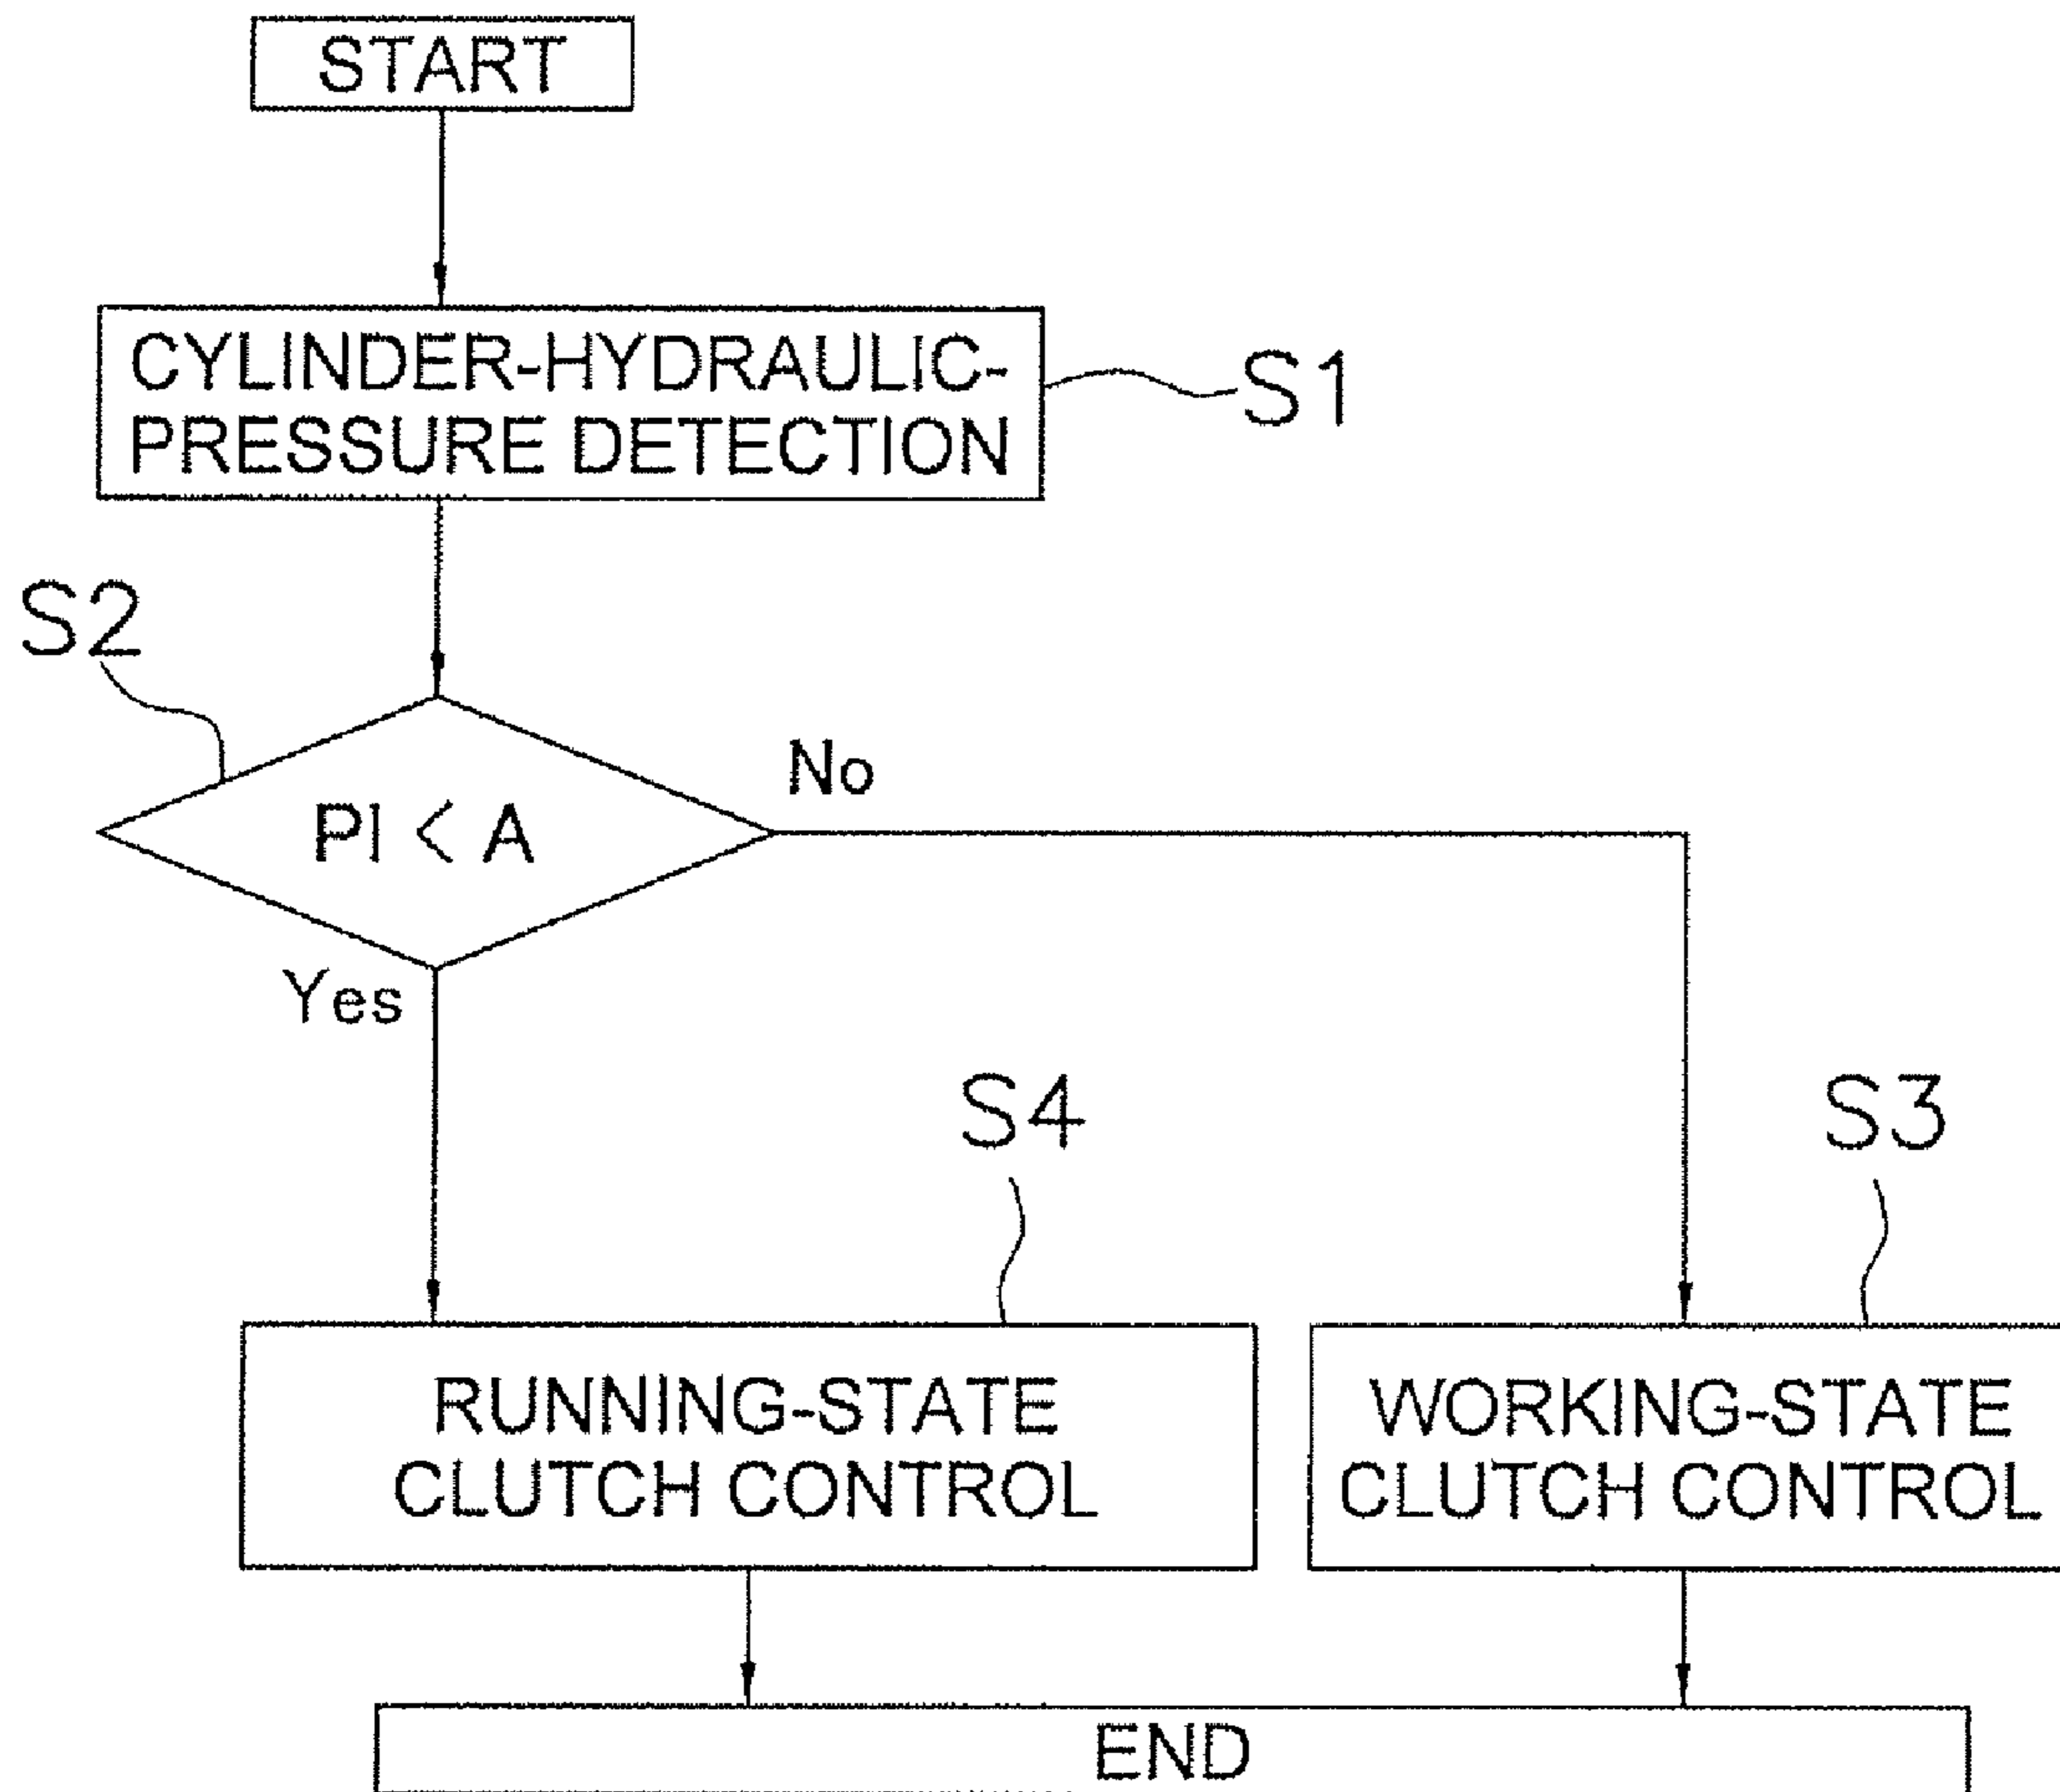 START
CYLINDER-HYDRAULIC-
PRESSURE DETECTION
S1
S2
PI < A
No
Yes
S4
S3
RUNNING-STATE
CLUTCH CONTROL
WORKING-STATE
CLUTCH CONTROL
END